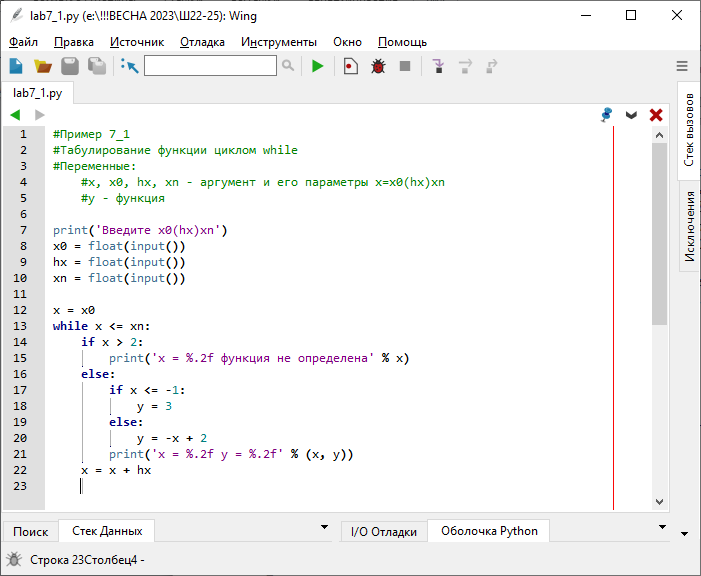 lab7_1.py (e:\!!!ВЕСНА 2023\Ш22-25): Wing
Файл Правка Источник Отладка Инструменты Окно Помощь
lab7_1.py
1 #Пример 7_1
2 #Табулирование функции циклом while
3 #Переменные:
4     #x, x0, hx, xn - аргумент и его параметры x=x0(hx)xn
5     #y - функция
6
7 print('Введите x0(hx)xn')
8 x0 = float(input())
9 hx = float(input())
10 xn = float(input())
11
12 x = x0
13 while x <= xn:
14     if x > 2:
15         print('x = %.2f функция не определена' % x)
16     else:
17         if x <= -1:
18             y = 3
19         else:
20             y = -x + 2
21         print('x = %.2f y = %.2f' % (x, y))
22     x = x + hx
23
Стек вызовов
Исключения
Поиск Стек Данных I/O Отладки Оболочка Python
Строка 23Столбец4 -